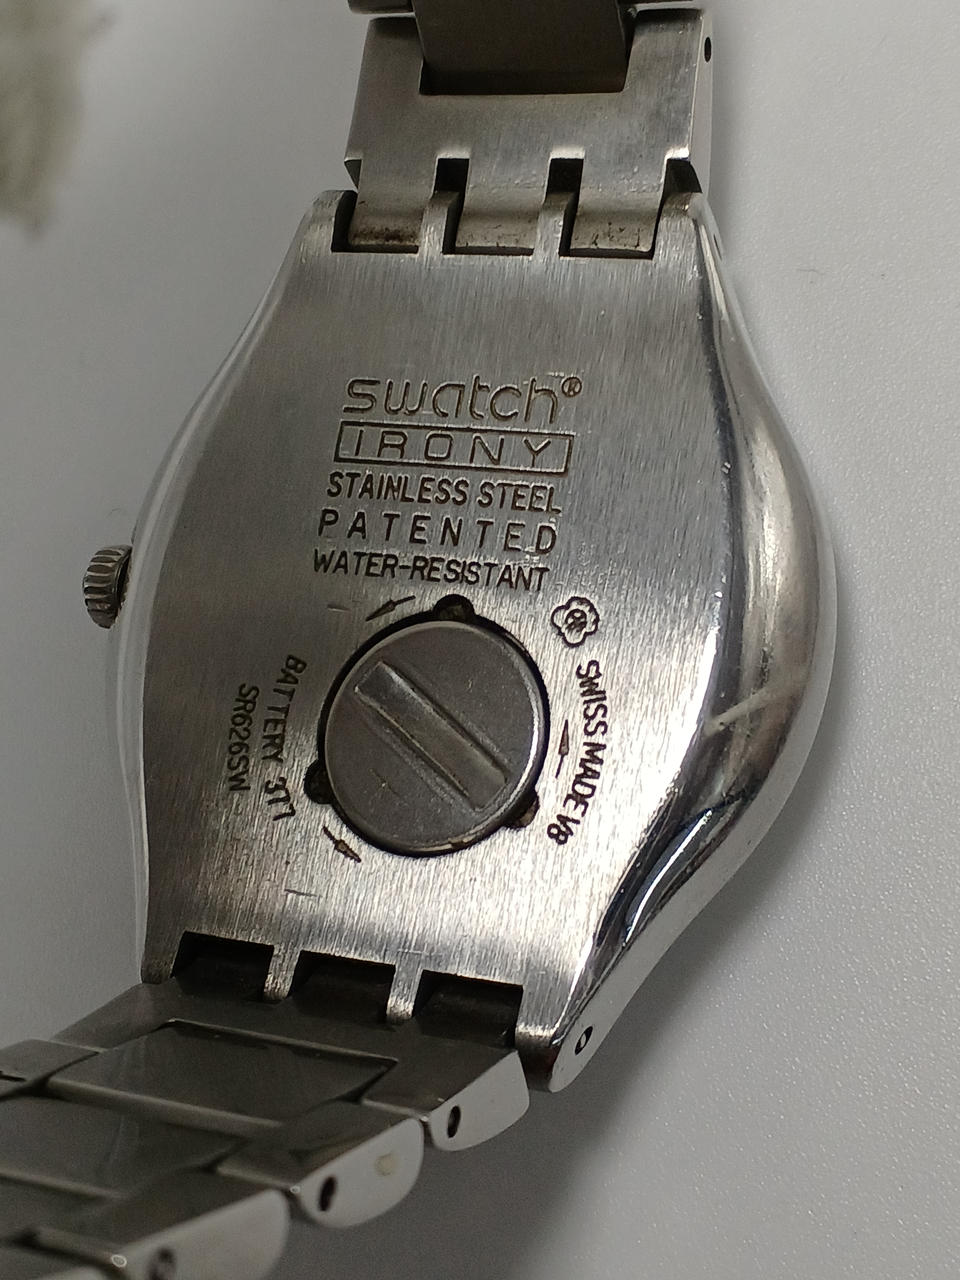 swatch®
IRONY
STAINLESS STEEL
PATENTED
WATER-RESISTANT
BATTERY 377
SR626SW
SWISS MADE V8